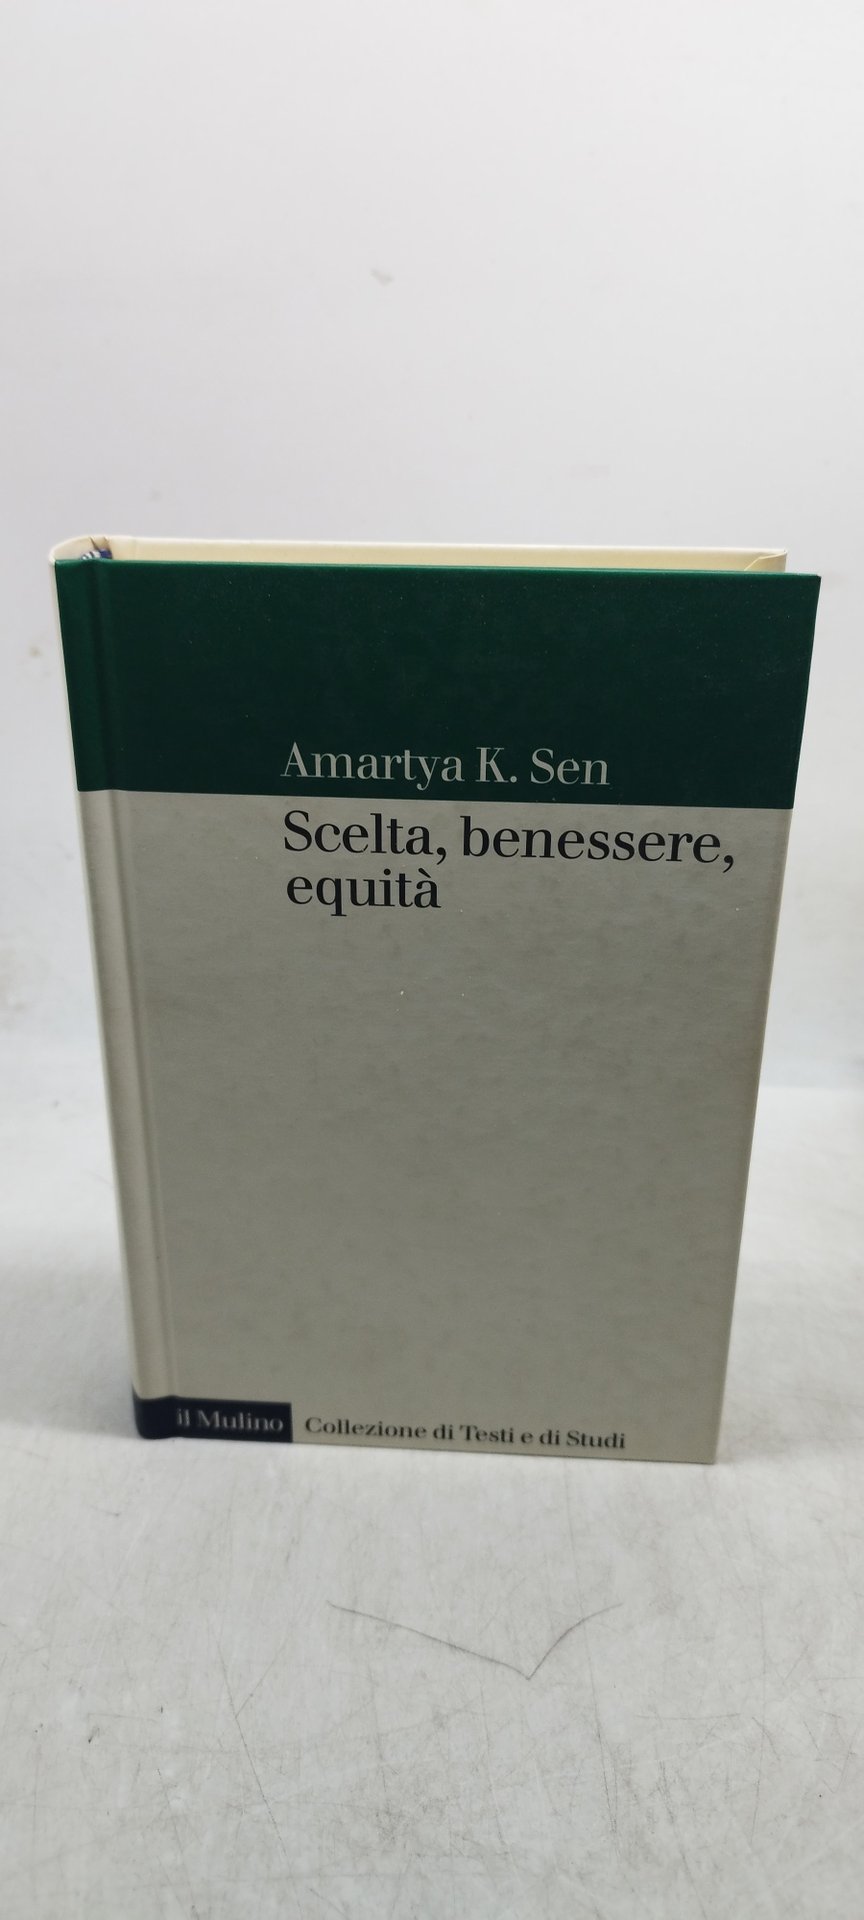 Amartya K. Sen
Scelta, benessere,
equità
il Mulino Collezione di Testi e di Studi